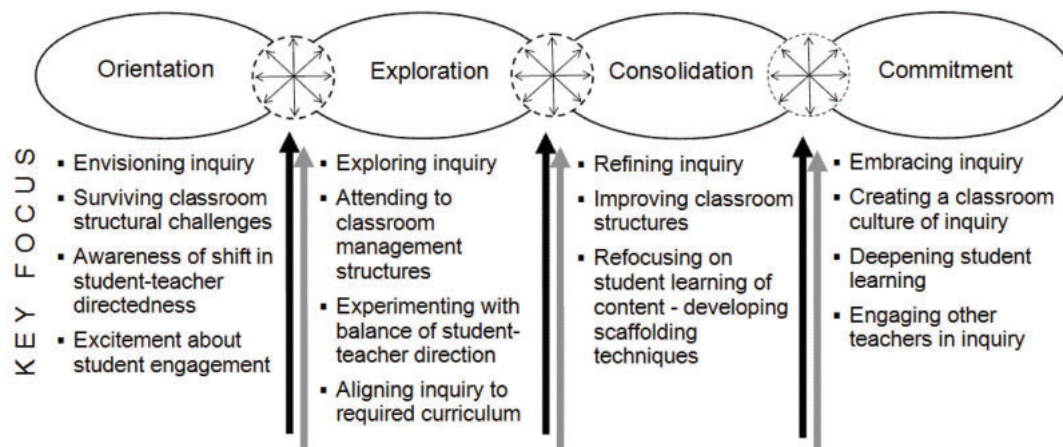 Orientation
Exploration
Consolidation
Commitment
KEY FOCUS
▪ Envisioning inquiry
▪ Surviving classroom
structural challenges
▪ Awareness of shift in
student-teacher
directedness
▪ Excitement about
student engagement
▪ Exploring inquiry
▪ Attending to
classroom
management
structures
▪ Experimenting with
balance of student-
teacher direction
▪ Aligning inquiry to
required curriculum
▪ Refining inquiry
▪ Improving classroom
structures
▪ Refocusing on
student learning of
content - developing
scaffolding
techniques
▪ Embracing inquiry
▪ Creating a classroom
culture of inquiry
▪ Deepening student
learning
▪ Engaging other
teachers in inquiry